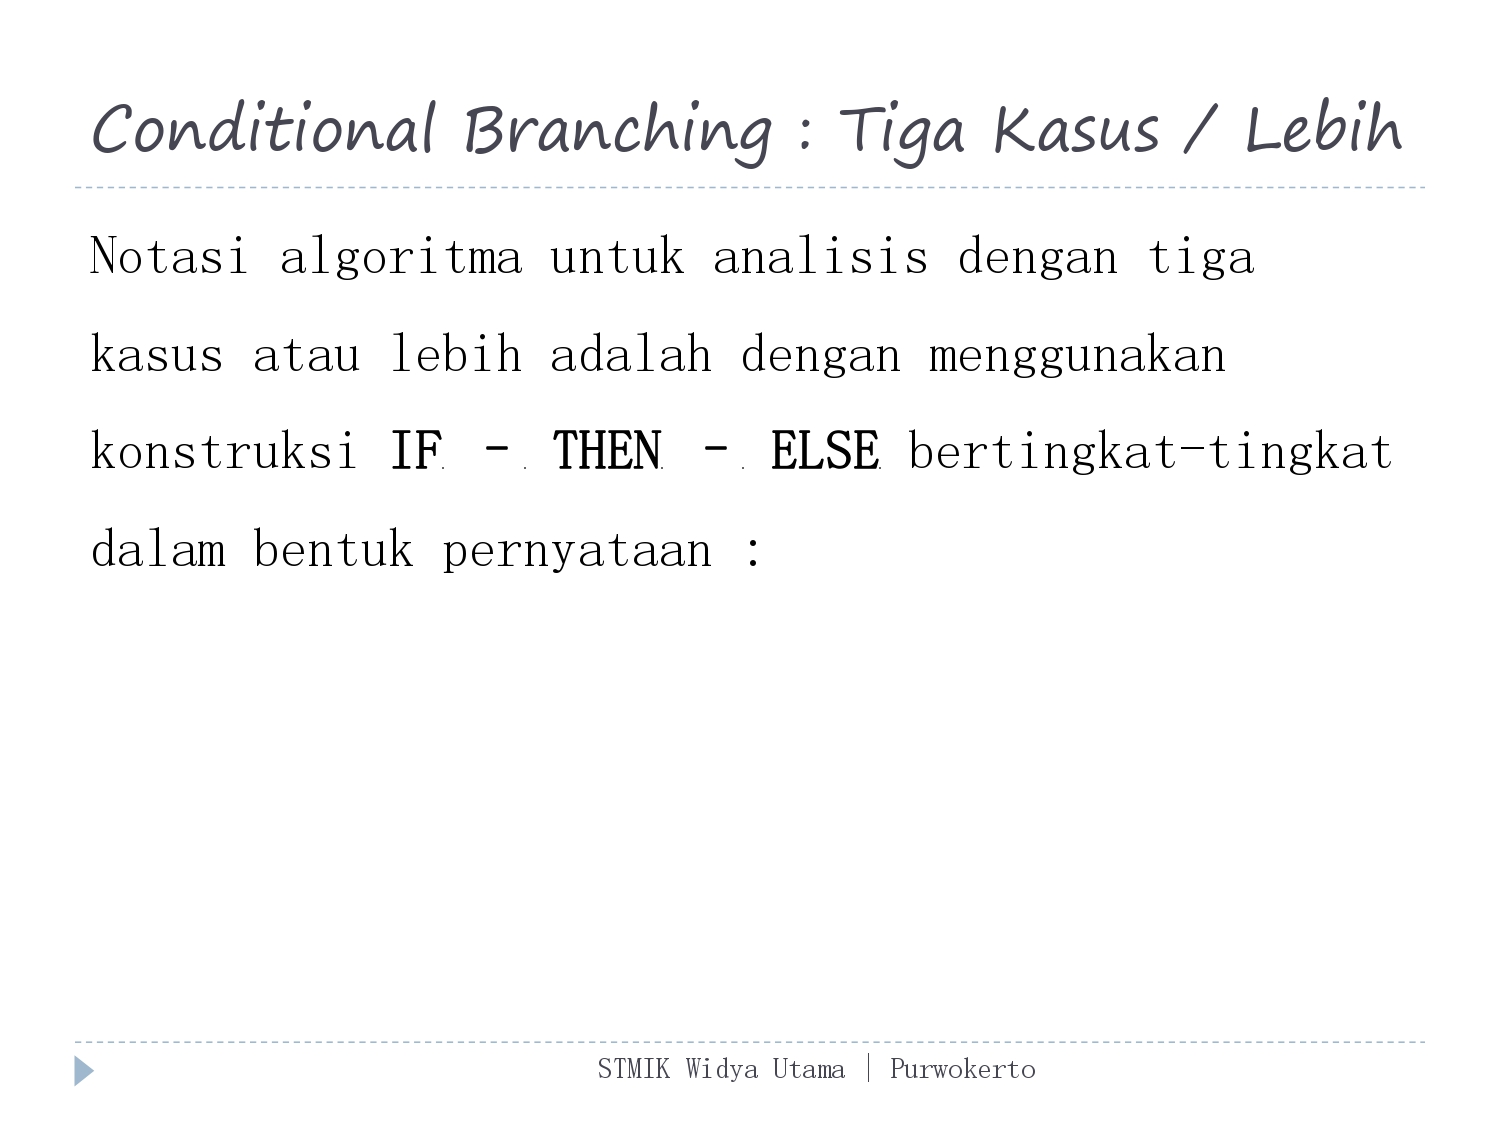 Conditional Branching : Tiga Kasus / Lebih
Notasi algoritma untuk analisis dengan tiga
kasus atau lebih adalah dengan menggunakan
konstruksi IF - THEN - ELSE bertingkat-tingkat
dalam bentuk pernyataan :
STMIK Widya Utama | Purwokerto